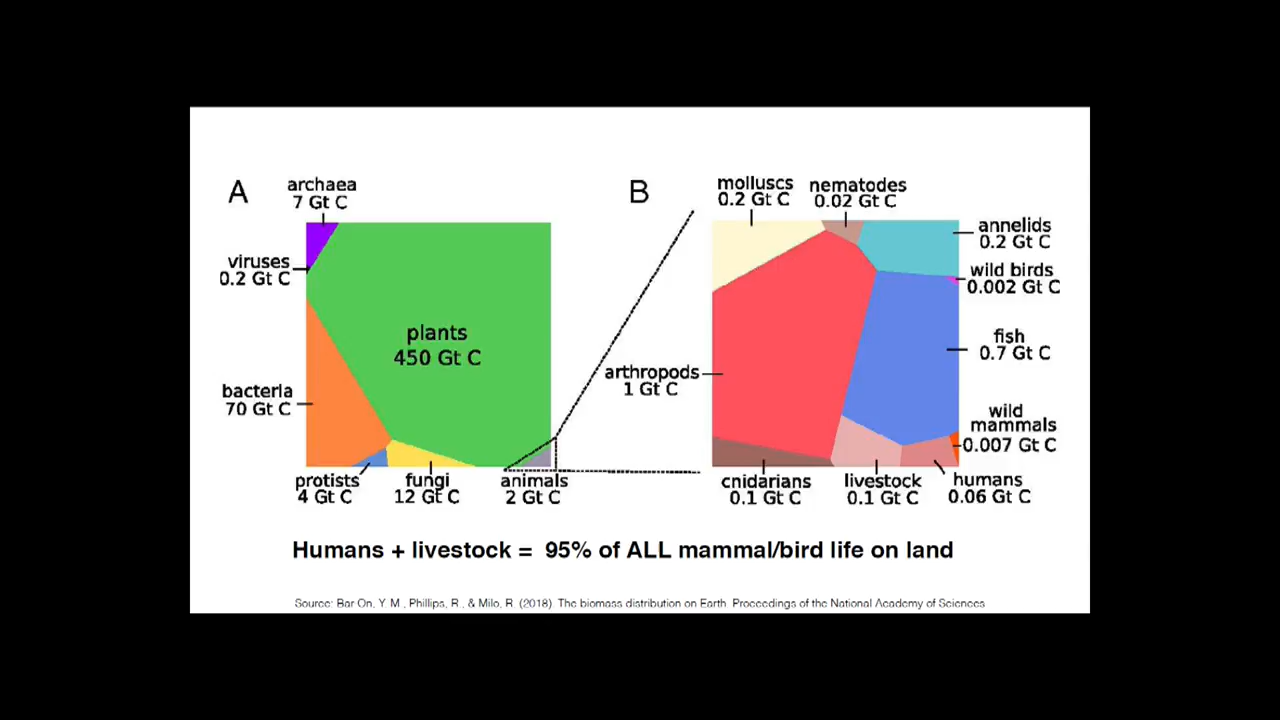 A
archaea
7 Gt C
viruses
0.2 Gt C
plants
450 Gt C
bacteria
70 Gt C
protists
4 Gt C
fungi
12 Gt C
animals
2 Gt C
B
molluscs
0.2 Gt C
nematodes
0.02 Gt C
annelids
0.2 Gt C
wild birds
0.002 Gt C
fish
0.7 Gt C
arthropods
1 Gt C
wild
mammals
0.007 Gt C
cnidarians
0.1 Gt C
livestock
0.1 Gt C
humans
0.06 Gt C
Humans + livestock = 95% of ALL mammal/bird life on land
Source: Bar On, Y. M., Phillips, R., & Milo, R. (2018). The biomass distribution on Earth. Proceedings of the National Academy of Sciences